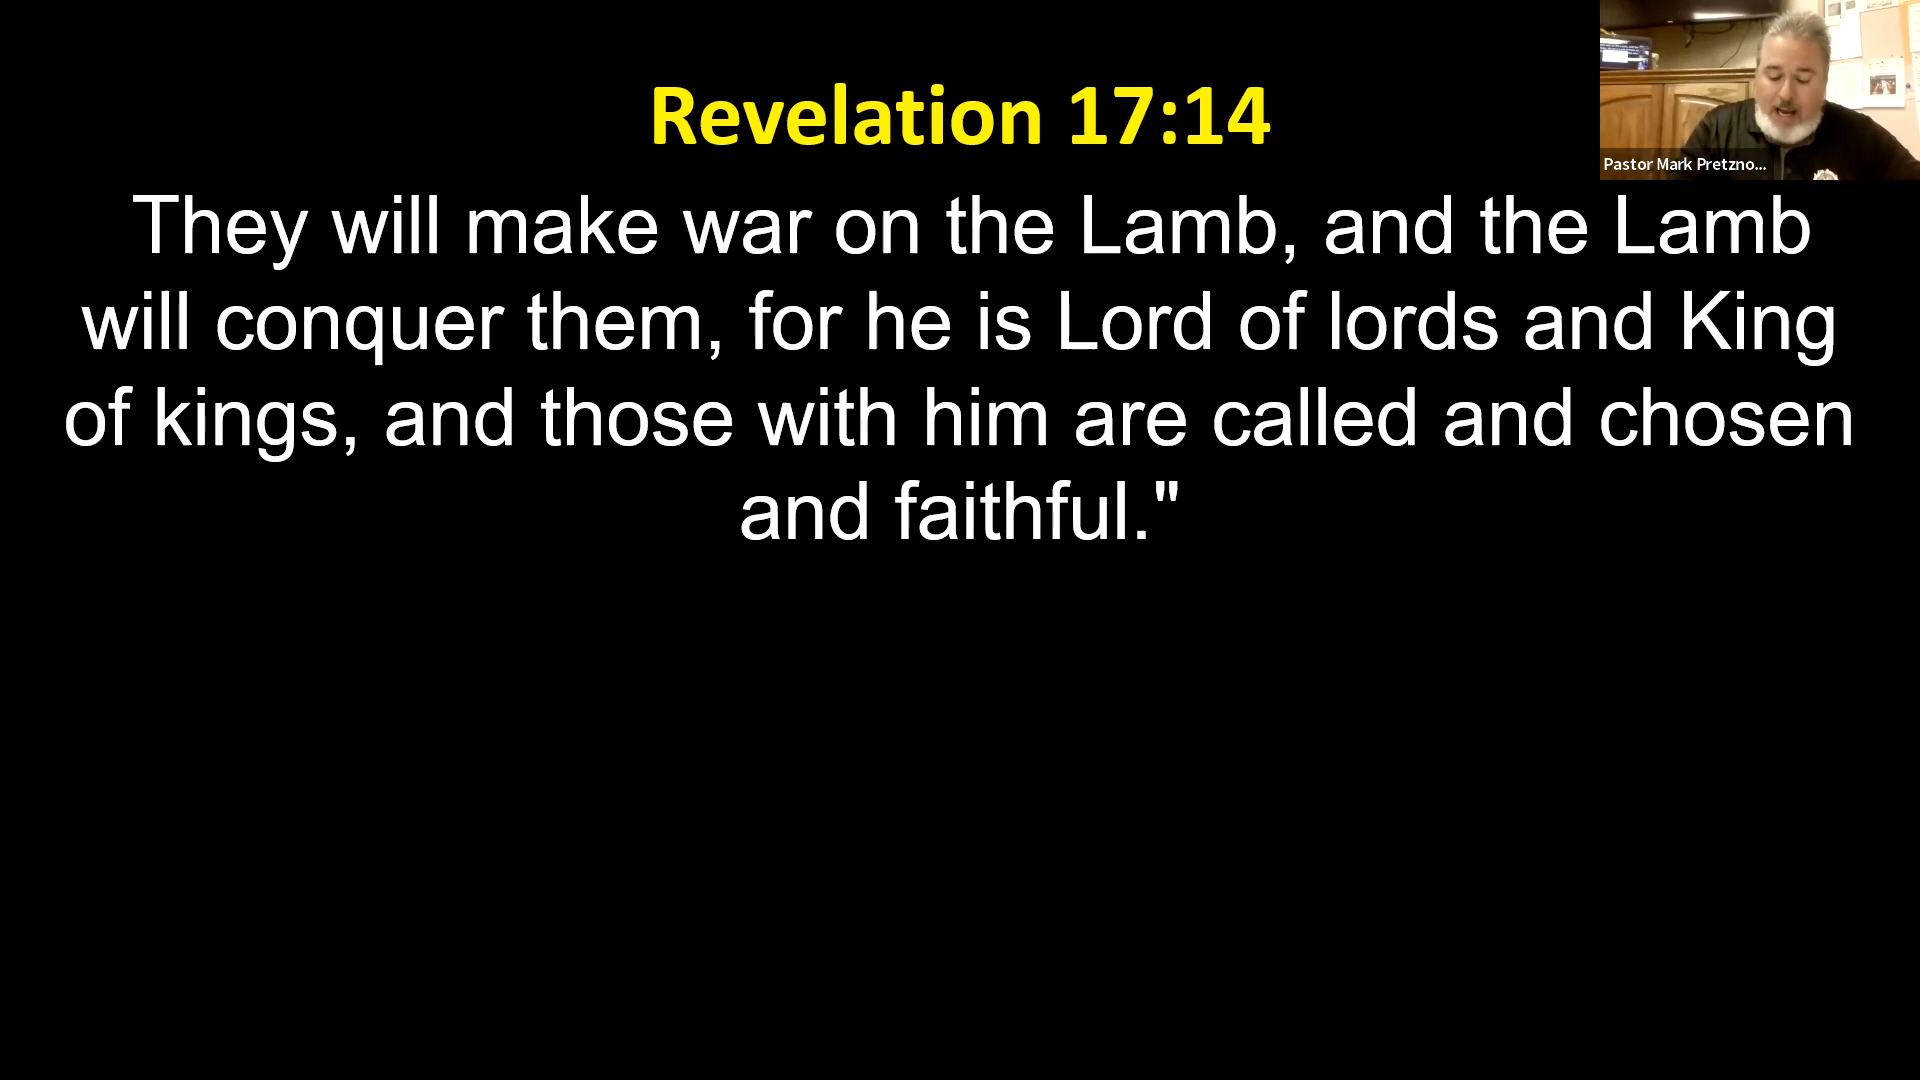 Revelation 17:14
Pastor Mark Pretzno...
They will make war on the Lamb, and the Lamb
will conquer them, for he is Lord of lords and King
of kings, and those with him are called and chosen
and faithful."